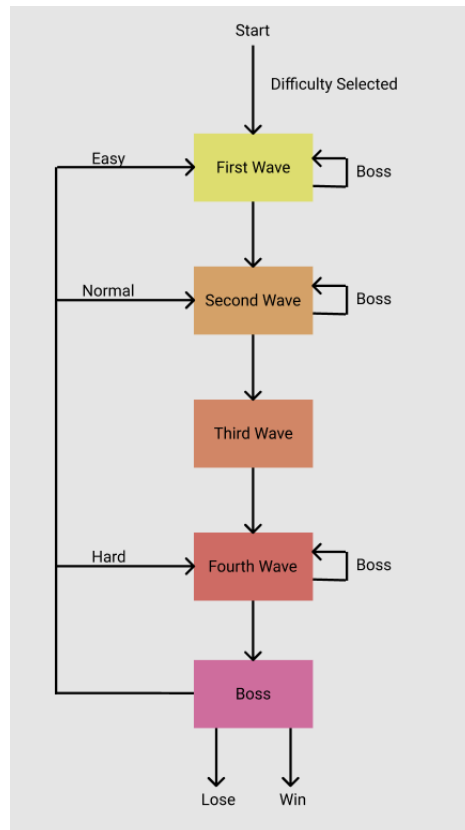 Start
Difficulty Selected
Easy
First Wave
Boss
Normal
Second Wave
Boss
Third Wave
Hard
Fourth Wave
Boss
Boss
Lose
Win